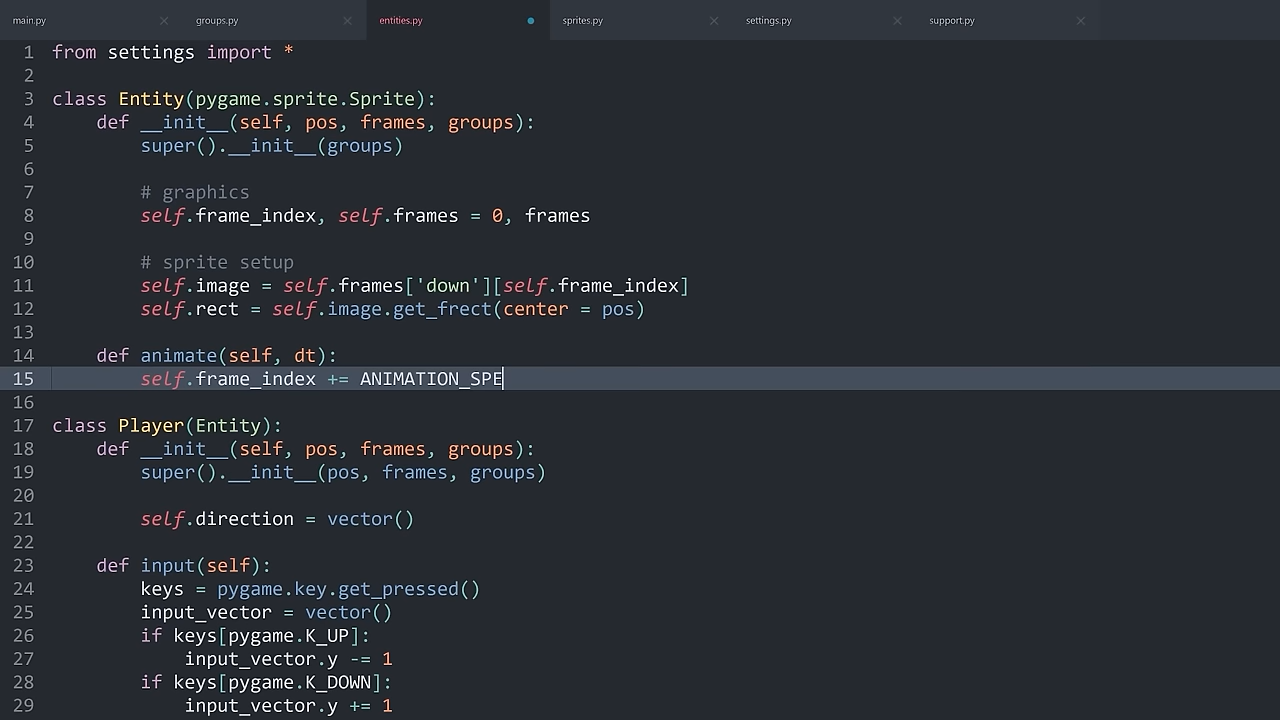 main.py × groups.py × entities.py ● sprites.py × settings.py × support.py ×
1 from settings import *
2
3 class Entity(pygame.sprite.Sprite):
4     def __init__(self, pos, frames, groups):
5         super().__init__(groups)
6
7         # graphics
8         self.frame_index, self.frames = 0, frames
9
10         # sprite setup
11         self.image = self.frames['down'][self.frame_index]
12         self.rect = self.image.get_frect(center = pos)
13
14     def animate(self, dt):
15         self.frame_index += ANIMATION_SPE
16
17 class Player(Entity):
18     def __init__(self, pos, frames, groups):
19         super().__init__(pos, frames, groups)
20
21         self.direction = vector()
22
23     def input(self):
24         keys = pygame.key.get_pressed()
25         input_vector = vector()
26         if keys[pygame.K_UP]:
27             input_vector.y -= 1
28         if keys[pygame.K_DOWN]:
29             input_vector.y += 1